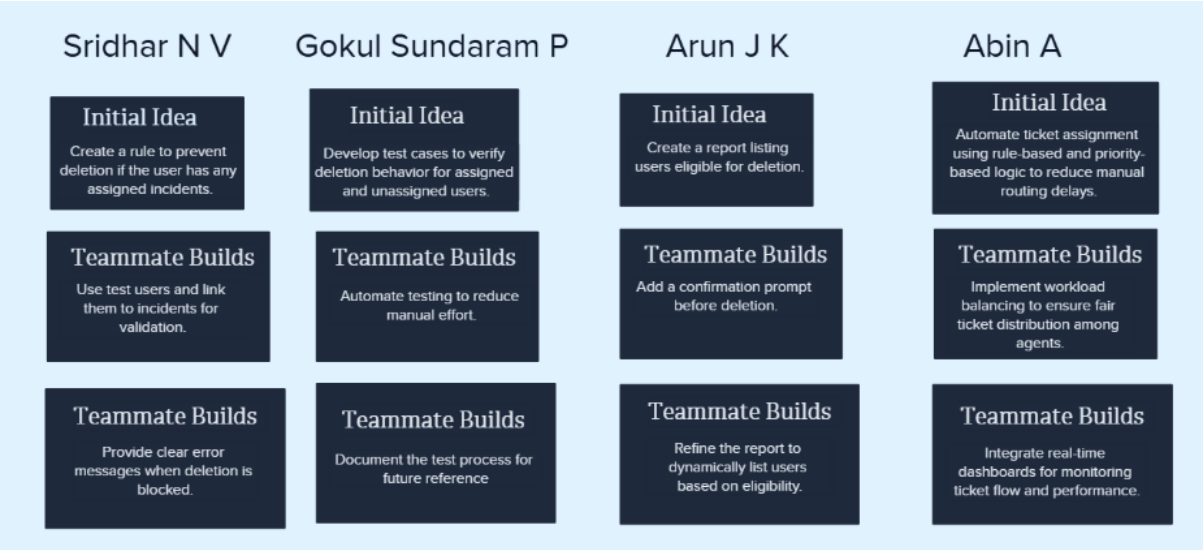 Sridhar N V
Gokul Sundaram P
Arun J K
Abin A
Initial Idea
Create a rule to prevent
deletion if the user has any
assigned incidents.
Initial Idea
Develop test cases to verify
deletion behavior for assigned
and unassigned users.
Initial Idea
Create a report listing
users eligible for deletion.
Initial Idea
Automate ticket assignment
using rule-based and priority-
based logic to reduce manual
routing delays.
Teammate Builds
Use test users and link
them to incidents for
validation.
Teammate Builds
Automate testing to reduce
manual effort.
Teammate Builds
Add a confirmation prompt
before deletion.
Teammate Builds
Implement workload
balancing to ensure fair
ticket distribution among
agents.
Teammate Builds
Provide clear error
messages when deletion is
blocked.
Teammate Builds
Document the test process for
future reference
Teammate Builds
Refine the report to
dynamically list users
based on eligibility.
Teammate Builds
Integrate real-time
dashboards for monitoring
ticket flow and performance.